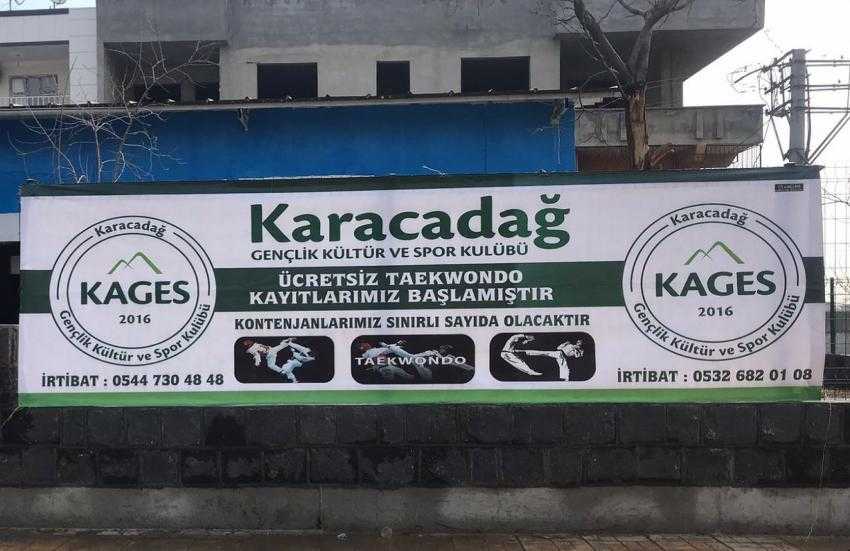 Karacadağ
GENÇLİK KÜLTÜR VE SPOR KULÜBÜ
ÜCRETSİZ TAEKWONDO
KAYITLARIMIZ BAŞLAMIŞTIR
KONTENJANLARIMIZ SINIRLI SAYIDA OLACAKTIR
TAEKWONDO
Karacadağ
KAGES
2016
Gençlik Kültür ve Spor Kulübü
İRTİBAT : 0544 730 48 48
Karacadağ
KAGES
2016
Gençlik Kültür ve Spor Kulübü
İRTİBAT : 0532 682 01 08